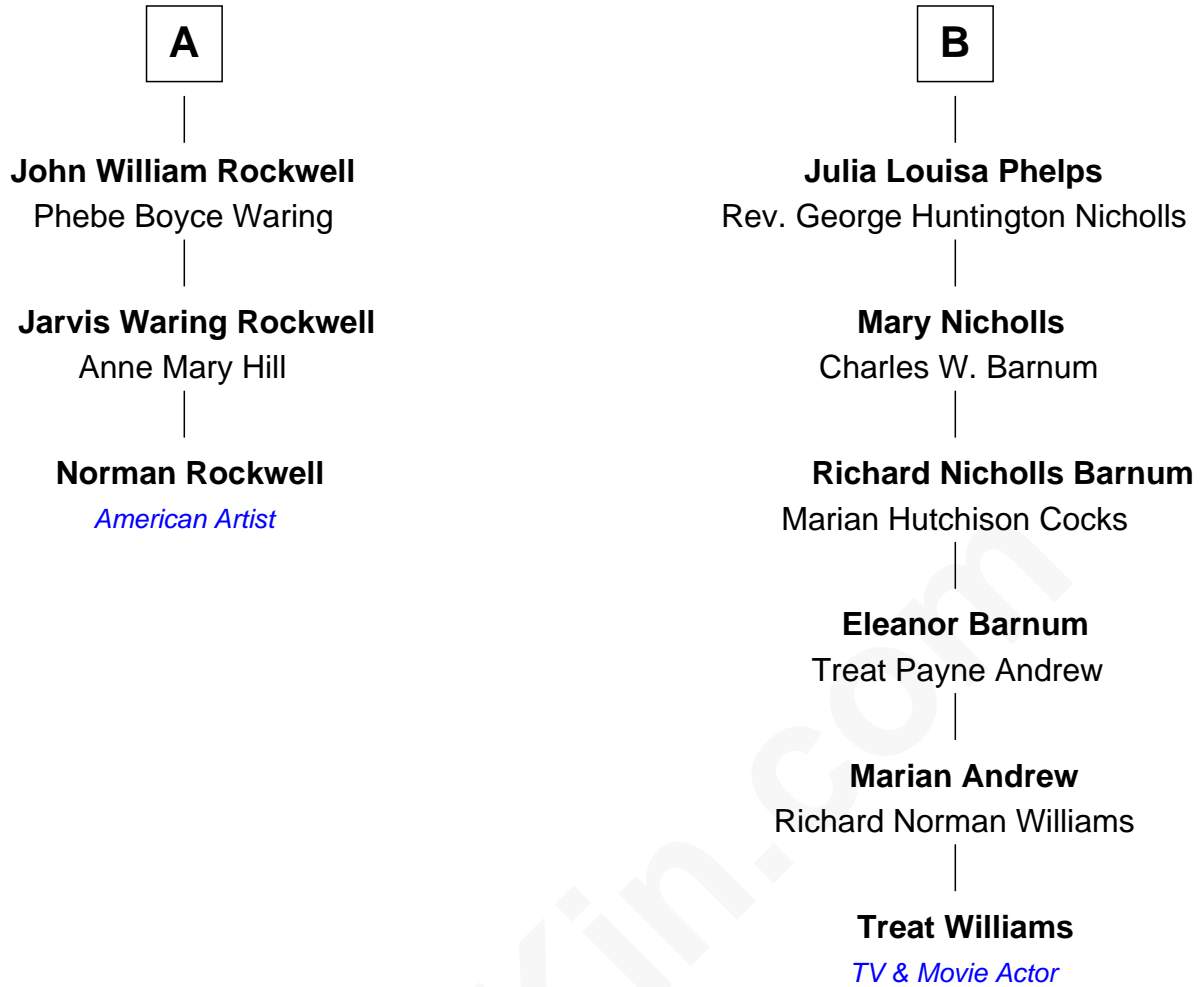 A
John William Rockwell
Phebe Boyce Waring
Jarvis Waring Rockwell
Anne Mary Hill
Norman Rockwell
American Artist
B
Julia Louisa Phelps
Rev. George Huntington Nicholls
Mary Nicholls
Charles W. Barnum
Richard Nicholls Barnum
Marian Hutchison Cocks
Eleanor Barnum
Treat Payne Andrew
Marian Andrew
Richard Norman Williams
Treat Williams
TV & Movie Actor
Kin.com